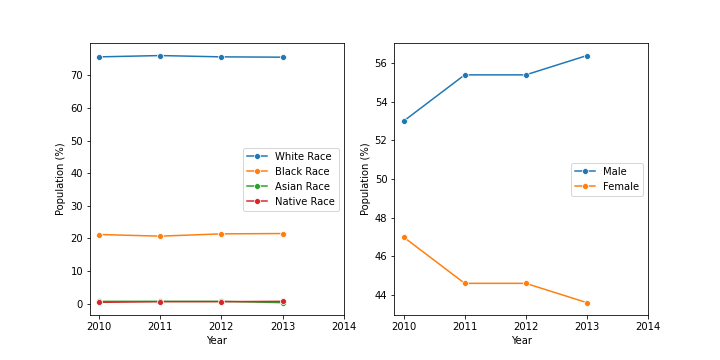 Population (%)
70
60
50
40
30
20
10
0
2010 2011 2012 2013 2014
Year
White Race
Black Race
Asian Race
Native Race
Population (%)
56
54
52
50
48
46
44
2010 2011 2012 2013 2014
Year
Male
Female